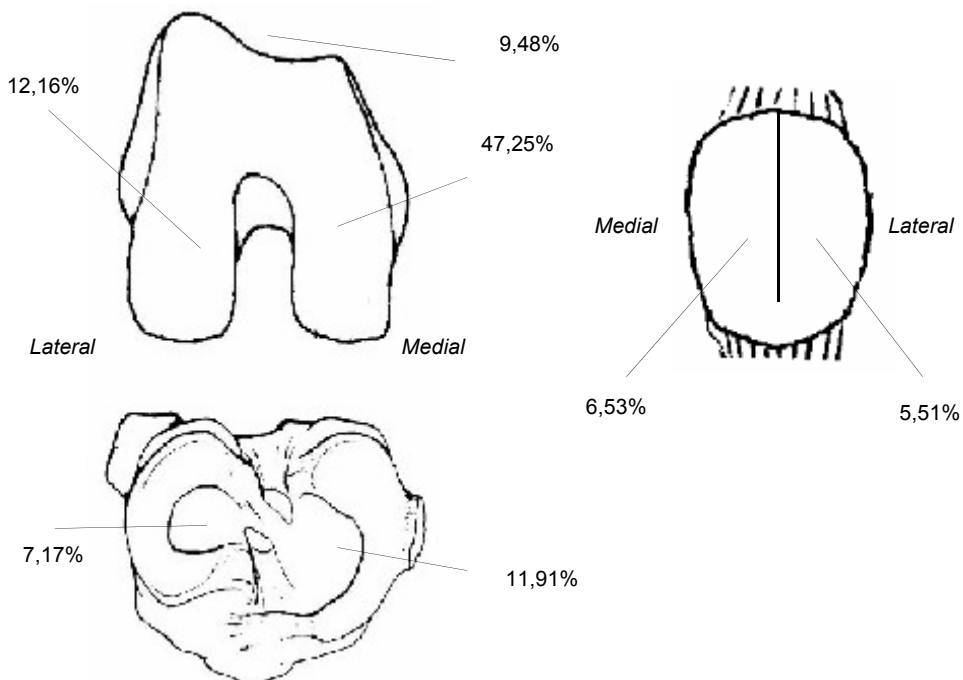 9,48%
12,16%
47,25%
Medial
Lateral
Lateral
Medial
6,53%
5,51%
7,17%
11,91%